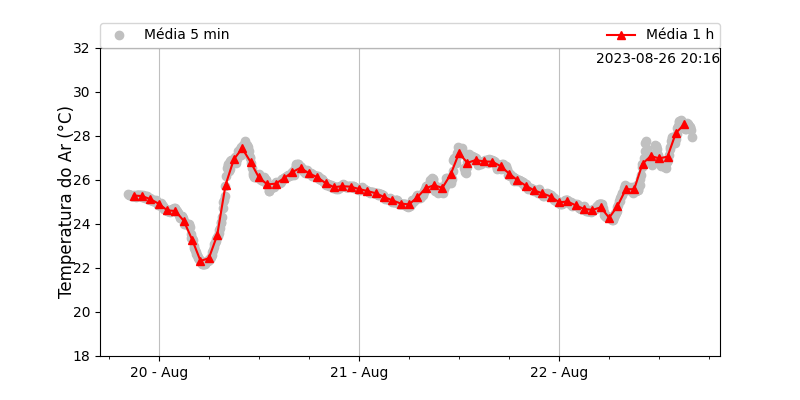 Média 5 min
Média 1 h
2023-08-26 20:16
Temperatura do Ar (°C)
32
30
28
26
24
22
20
18
20 - Aug
21 - Aug
22 - Aug